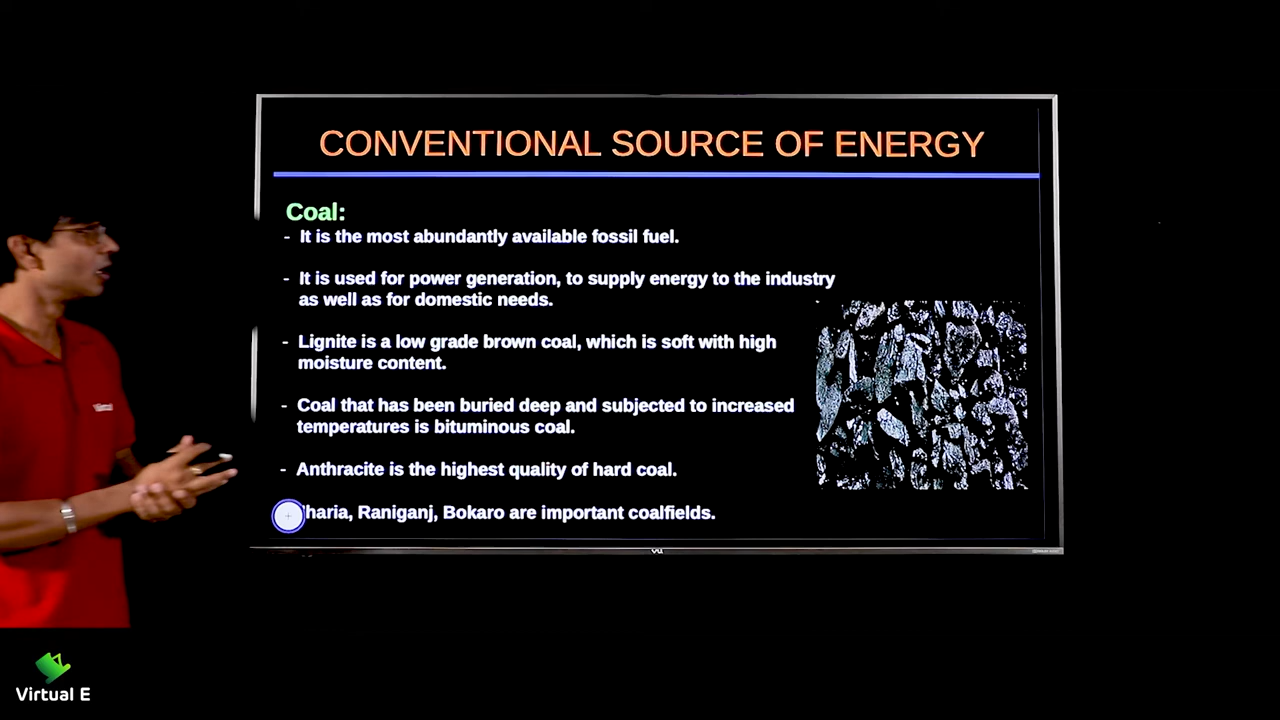 CONVENTIONAL SOURCE OF ENERGY
Coal:
- It is the most abundantly available fossil fuel.
- It is used for power generation, to supply energy to the industry
as well as for domestic needs.
- Lignite is a low grade brown coal, which is soft with high
moisture content.
- Coal that has been buried deep and subjected to increased
temperatures is bituminous coal.
- Anthracite is the highest quality of hard coal.
haria, Raniganj, Bokaro are important coalfields.
Virtual E